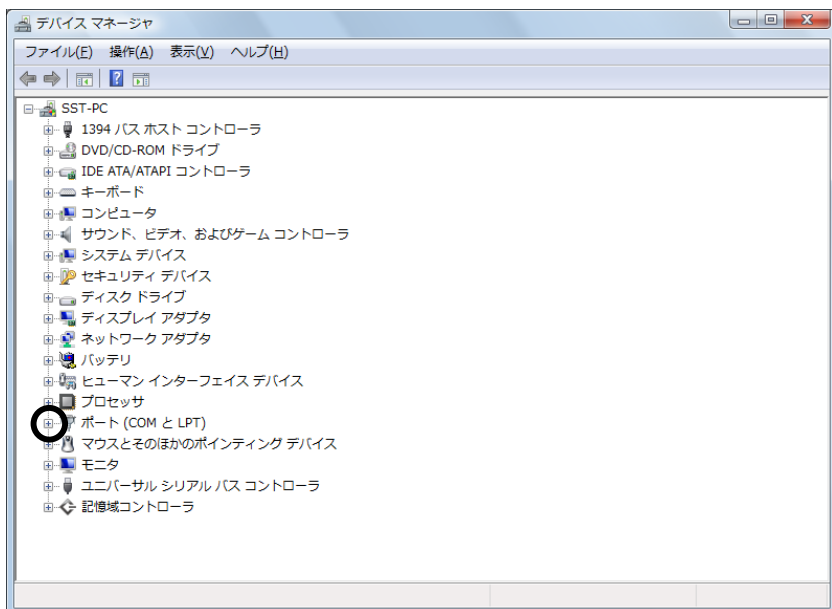 デバイス マネージャ
ファイル(F) 操作(A) 表示(V) ヘルプ(H)
SST-PC
1394 バス ホスト コントローラ
DVD/CD-ROM ドライブ
IDE ATA/ATAPI コントローラ
キーボード
コンピュータ
サウンド、ビデオ、およびゲーム コントローラ
システム デバイス
セキュリティ デバイス
ディスク ドライブ
ディスプレイ アダプタ
ネットワーク アダプタ
バッテリ
ヒューマン インターフェイス デバイス
プロセッサ
ポート (COM と LPT)
マウスとそのほかのポインティング デバイス
モニタ
ユニバーサル シリアル バス コントローラ
記憶域コントローラ